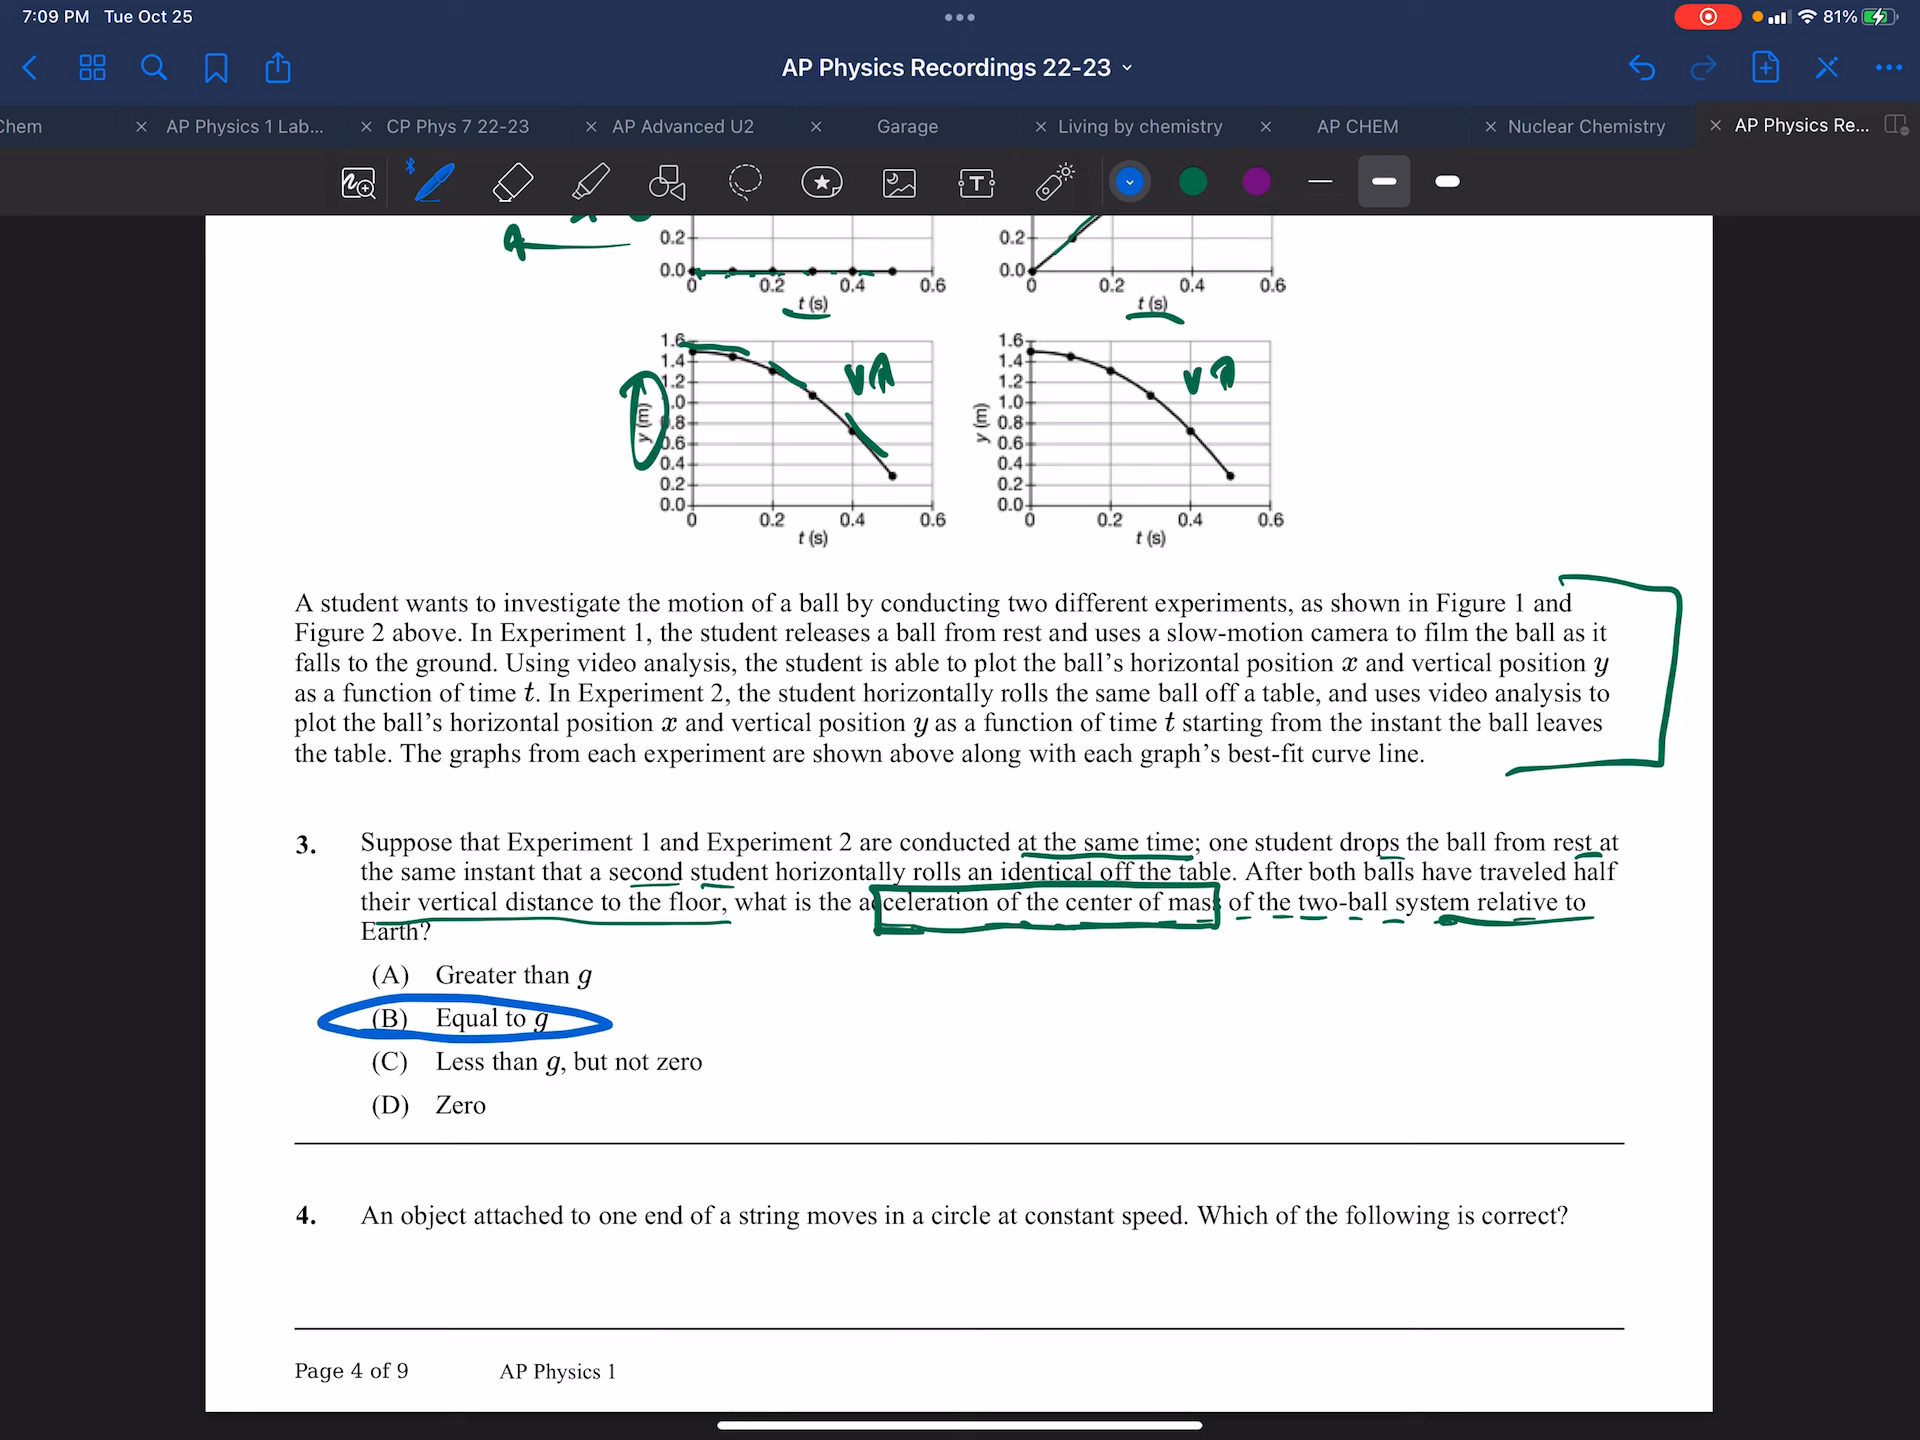 7:09 PM Tue Oct 25
81%
AP Physics Recordings 22-23
Chem
AP Physics 1 Lab...
CP Phys 7 22-23
AP Advanced U2
Garage
Living by chemistry
AP CHEM
Nuclear Chemistry
AP Physics Re...
0.2
0.0
0 0.2 0.4 0.6
t (s)
0.2
0.0
0 0.2 0.4 0.6
t (s)
1.6
1.4
1.2
.0
0.8
0.6
0.4
0.2
0.0
y (m)
v
0 0.2 0.4 0.6
t (s)
1.6
1.4
1.2
1.0
0.8
0.6
0.4
0.2
0.0
y (m)
v
0 0.2 0.4 0.6
t (s)
A student wants to investigate the motion of a ball by conducting two different experiments, as shown in Figure 1 and
Figure 2 above. In Experiment 1, the student releases a ball from rest and uses a slow-motion camera to film the ball as it
falls to the ground. Using video analysis, the student is able to plot the ball's horizontal position x and vertical position y
as a function of time t. In Experiment 2, the student horizontally rolls the same ball off a table, and uses video analysis to
plot the ball's horizontal position x and vertical position y as a function of time t starting from the instant the ball leaves
the table. The graphs from each experiment are shown above along with each graph's best-fit curve line.
3. Suppose that Experiment 1 and Experiment 2 are conducted at the same time; one student drops the ball from rest at
the same instant that a second student horizontally rolls an identical off the table. After both balls have traveled half
their vertical distance to the floor, what is the acceleration of the center of mass of the two-ball system relative to
Earth?
(A) Greater than g
(B) Equal to g
(C) Less than g, but not zero
(D) Zero
4. An object attached to one end of a string moves in a circle at constant speed. Which of the following is correct?
Page 4 of 9 AP Physics 1